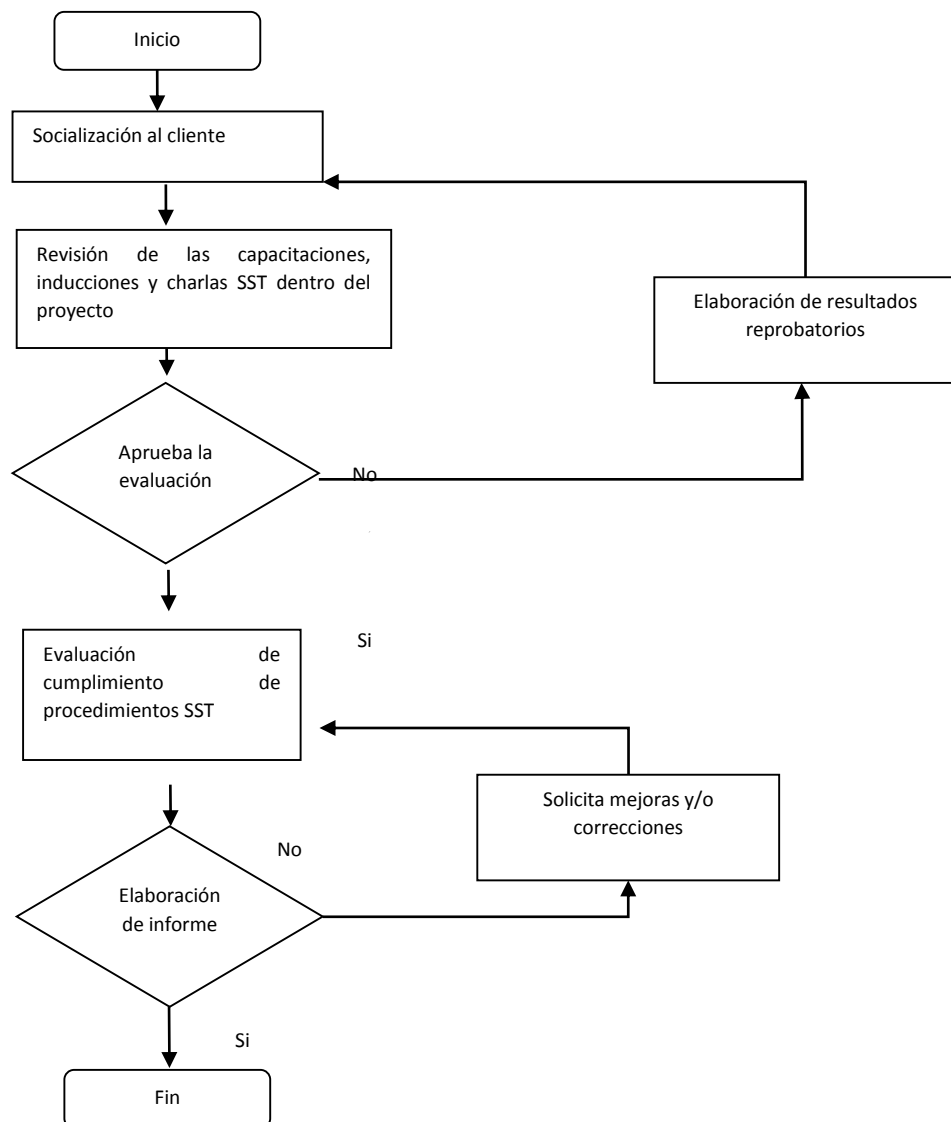 Inicio
Socialización al cliente
Revisión de las capacitaciones,
inducciones y charlas SST dentro del
proyecto
Elaboración de resultados
reprobatorios
Aprueba la
evaluación
No
Si
Evaluación de
cumplimiento de
procedimientos SST
Solicita mejoras y/o
correcciones
No
Elaboración
de informe
Si
Fin